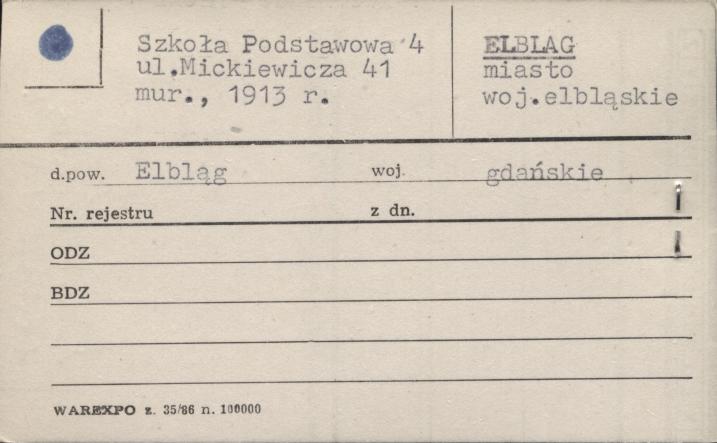 Szkoła Podstawowa 4
ul.Mickiewicza 41
mur., 1913 r.
ELBLAG
miasto
woj.elbląskie
d.pow. Elbląg woj. gdańskie
Nr. rejestru z dn.
ODZ
BDZ
WAREXPO z. 35/86 n. 100000